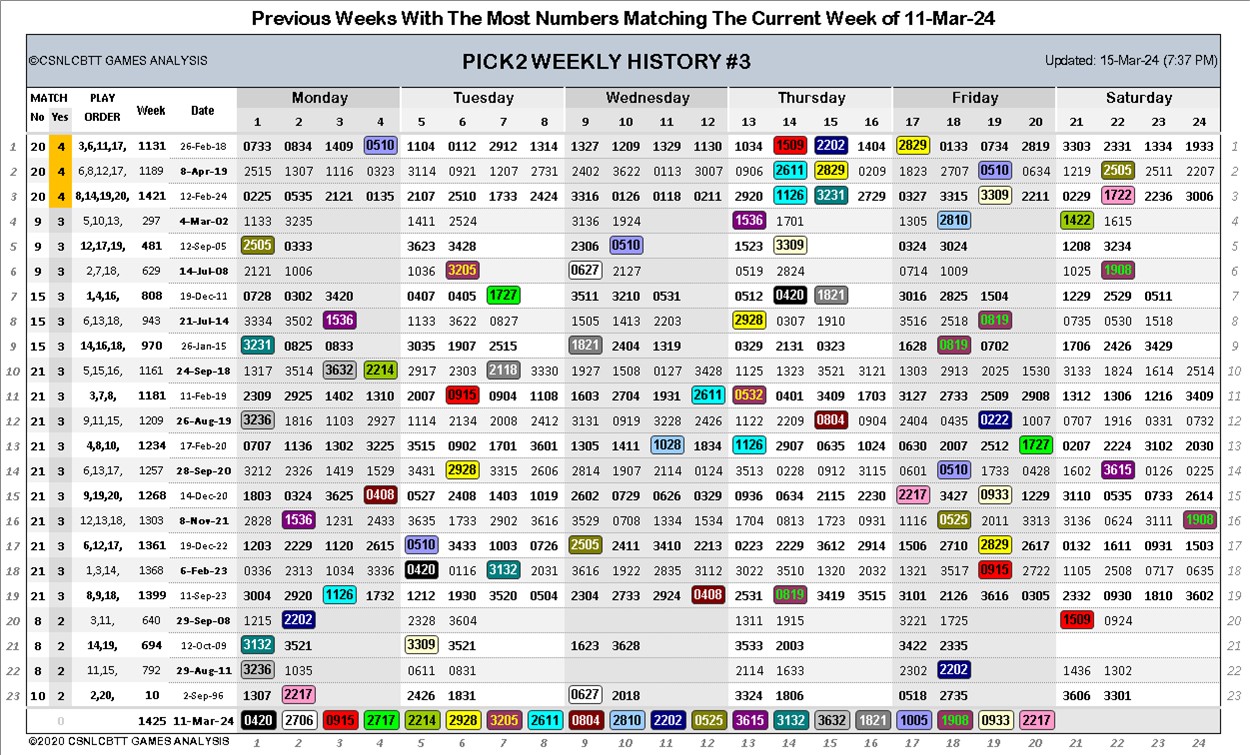 Previous Weeks With The Most Numbers Matching The Current Week of 11-Mar-24
©CSNLCBTT GAMES ANALYSIS PICK2 WEEKLY HISTORY #3 Updated: 15-Mar-24 (7:37 PM)
MATCH PLAY Week Date Monday Tuesday Wednesday Thursday Friday Saturday
No Yes ORDER 1 2 3 4 5 6 7 8 9 10 11 12 13 14 15 16 17 18 19 20 21 22 23 24
1 20 4 3,6,11,17, 1131 26-Feb-18 0733 0834 1409 0510 1104 0112 2912 1314 1327 1209 1329 1130 1034 1509 2202 1404 2829 0133 0734 2819 3303 2331 1334 1933 1
2 20 4 6,8,12,17, 1189 8-Apr-19 2515 1307 1116 0323 3114 0921 1207 2731 2402 3622 0113 3007 0906 2611 2829 0209 1823 2707 0510 0634 1219 2505 2511 2207 2
3 20 4 8,14,19,20, 1421 12-Feb-24 0225 0535 2121 0135 2107 2510 1733 2424 3316 0126 0118 0211 2920 1126 3231 2729 0327 3315 3309 2211 0229 1722 2236 3006 3
4 9 3 5,10,13, 297 4-Mar-02 1133 3235 1411 2524 3136 1924 1536 1701 1305 2810 1422 1615 4
5 9 3 12,17,19, 481 12-Sep-05 2505 0333 3623 3428 2306 0510 1523 3309 0324 3024 1208 3234 5
6 9 3 2,7,18, 629 14-Jul-08 2121 1006 1036 3205 0627 2127 0519 2824 0714 1009 1025 1908 6
7 15 3 1,4,16, 808 19-Dec-11 0728 0302 3420 0407 0405 1727 3511 3210 0531 0512 0420 1821 3016 2825 1504 1229 2529 0511 7
8 15 3 6,13,18, 943 21-Jul-14 3334 3502 1536 1133 3622 0827 1505 1413 2203 2928 0307 1910 3516 2518 0819 0735 0530 1518 8
9 15 3 14,16,18, 970 26-Jan-15 3231 0825 0833 3035 1907 2515 1821 2404 1319 0329 2131 0323 1628 0819 0702 1706 2426 3429 9
10 21 3 5,15,16, 1161 24-Sep-18 1317 3514 3632 2214 2917 2303 2118 3330 1927 1508 0127 3428 1125 1323 3521 3121 1303 2913 2025 1530 3133 1824 1614 2514 10
11 21 3 3,7,8, 1181 11-Feb-19 2309 2925 1402 1310 2007 0915 0904 1108 1603 2704 1931 2611 0532 0401 3409 1703 3127 2733 2509 2908 1312 1306 1216 3409 11
12 21 3 9,11,15, 1209 26-Aug-19 3236 1816 1103 2927 1114 2134 2008 2412 3131 0919 3228 2426 1122 2209 0804 0904 2404 0435 0222 1007 0707 1916 0331 0732 12
13 21 3 4,8,10, 1234 17-Feb-20 0707 1136 1302 3225 3515 0902 1701 3601 1305 1411 1028 1834 1126 2907 0635 1024 0630 2007 2512 1727 0207 2224 3102 2030 13
14 21 3 6,13,17, 1257 28-Sep-20 3212 2326 1419 1529 3431 2928 3315 2606 2814 1907 2114 0124 3513 0228 0912 3115 0601 0510 1733 0428 1602 3615 0126 0225 14
15 21 3 9,19,20, 1268 14-Dec-20 1803 0324 3625 0408 0527 2408 1403 1019 2602 0729 0626 0329 0936 0634 2115 2230 2217 3427 0933 1229 3110 0535 0733 2614 15
16 21 3 12,13,18, 1303 8-Nov-21 2828 1536 1231 2433 3635 1733 2902 3616 3529 0708 1334 1534 1704 0813 1723 0931 1116 0525 2011 3313 3136 0624 3111 1908 16
17 21 3 6,12,17, 1361 19-Dec-22 1203 2229 1120 2615 0510 3433 1003 0726 2505 2411 3410 2213 0223 2229 3612 2914 1506 2710 2829 2617 0132 1611 0931 1503 17
18 21 3 1,3,14, 1368 6-Feb-23 0336 2313 1034 3336 0420 0116 3132 2031 3616 1922 2835 3112 3022 3510 1320 2032 1321 3517 0915 1722 1105 2508 0717 0635 18
19 21 3 8,9,18, 1399 11-Sep-23 3004 2920 1126 1732 1212 1930 3520 0504 2304 2733 2924 0408 2531 0819 3419 3515 3101 2126 3616 0305 2332 0930 1810 3602 19
20 8 2 3,11, 640 29-Sep-08 1215 2202 2328 3604 1311 1915 3221 1725 1509 0924 20
21 8 2 14,19, 694 12-Oct-09 3132 3521 3309 3521 1623 3628 3533 2003 3422 2335 21
22 8 2 11,15, 792 29-Aug-11 3236 1035 0611 0831 2114 1633 2302 2202 1436 1302 22
23 10 2 2,20, 10 2-Sep-96 1307 2217 2426 1831 0627 2018 3324 1806 0518 2735 3606 3301 23
0 1425 11-Mar-24 0420 2706 0915 2717 2214 2928 3205 2611 0804 2810 2202 0525 3615 3132 3632 1821 1005 1908 0933 2217
©2020 CSNLCBTT GAMES ANALYSIS 1 2 3 4 5 6 7 8 9 10 11 12 13 14 15 16 17 18 19 20 21 22 23 24